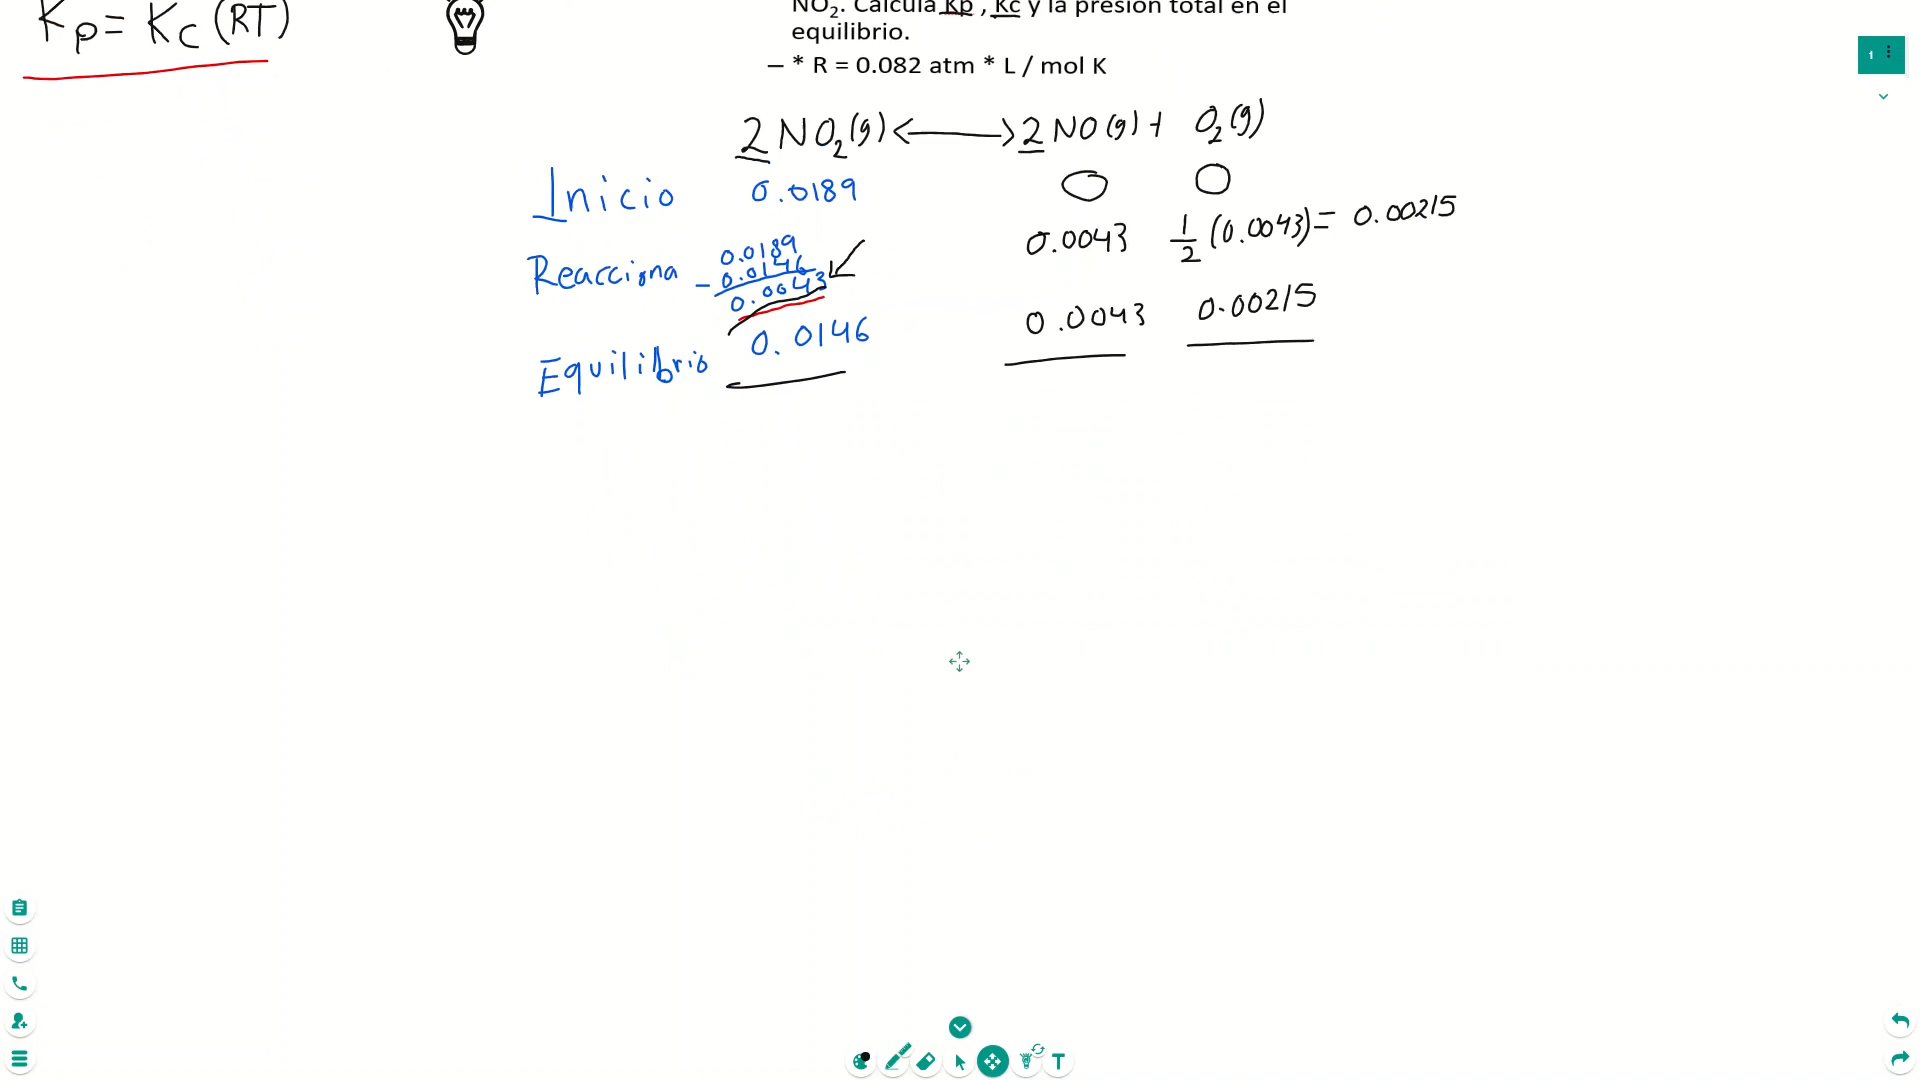 Kp = Kc (RT)
NO₂. Calcula Kp , Kc y la presión total en el
equilibrio.
– * R = 0.082 atm * L / mol K
2 NO₂(g) <——> 2 NO (g) + O₂(g)
Inicio 0.0189 0 0
Reacciona 0.0189 - 0.0146 0.0043 0.0043 1/2 (0.0043) = 0.00215
Equilibrio 0.0146 0.0043 0.00215
1
T